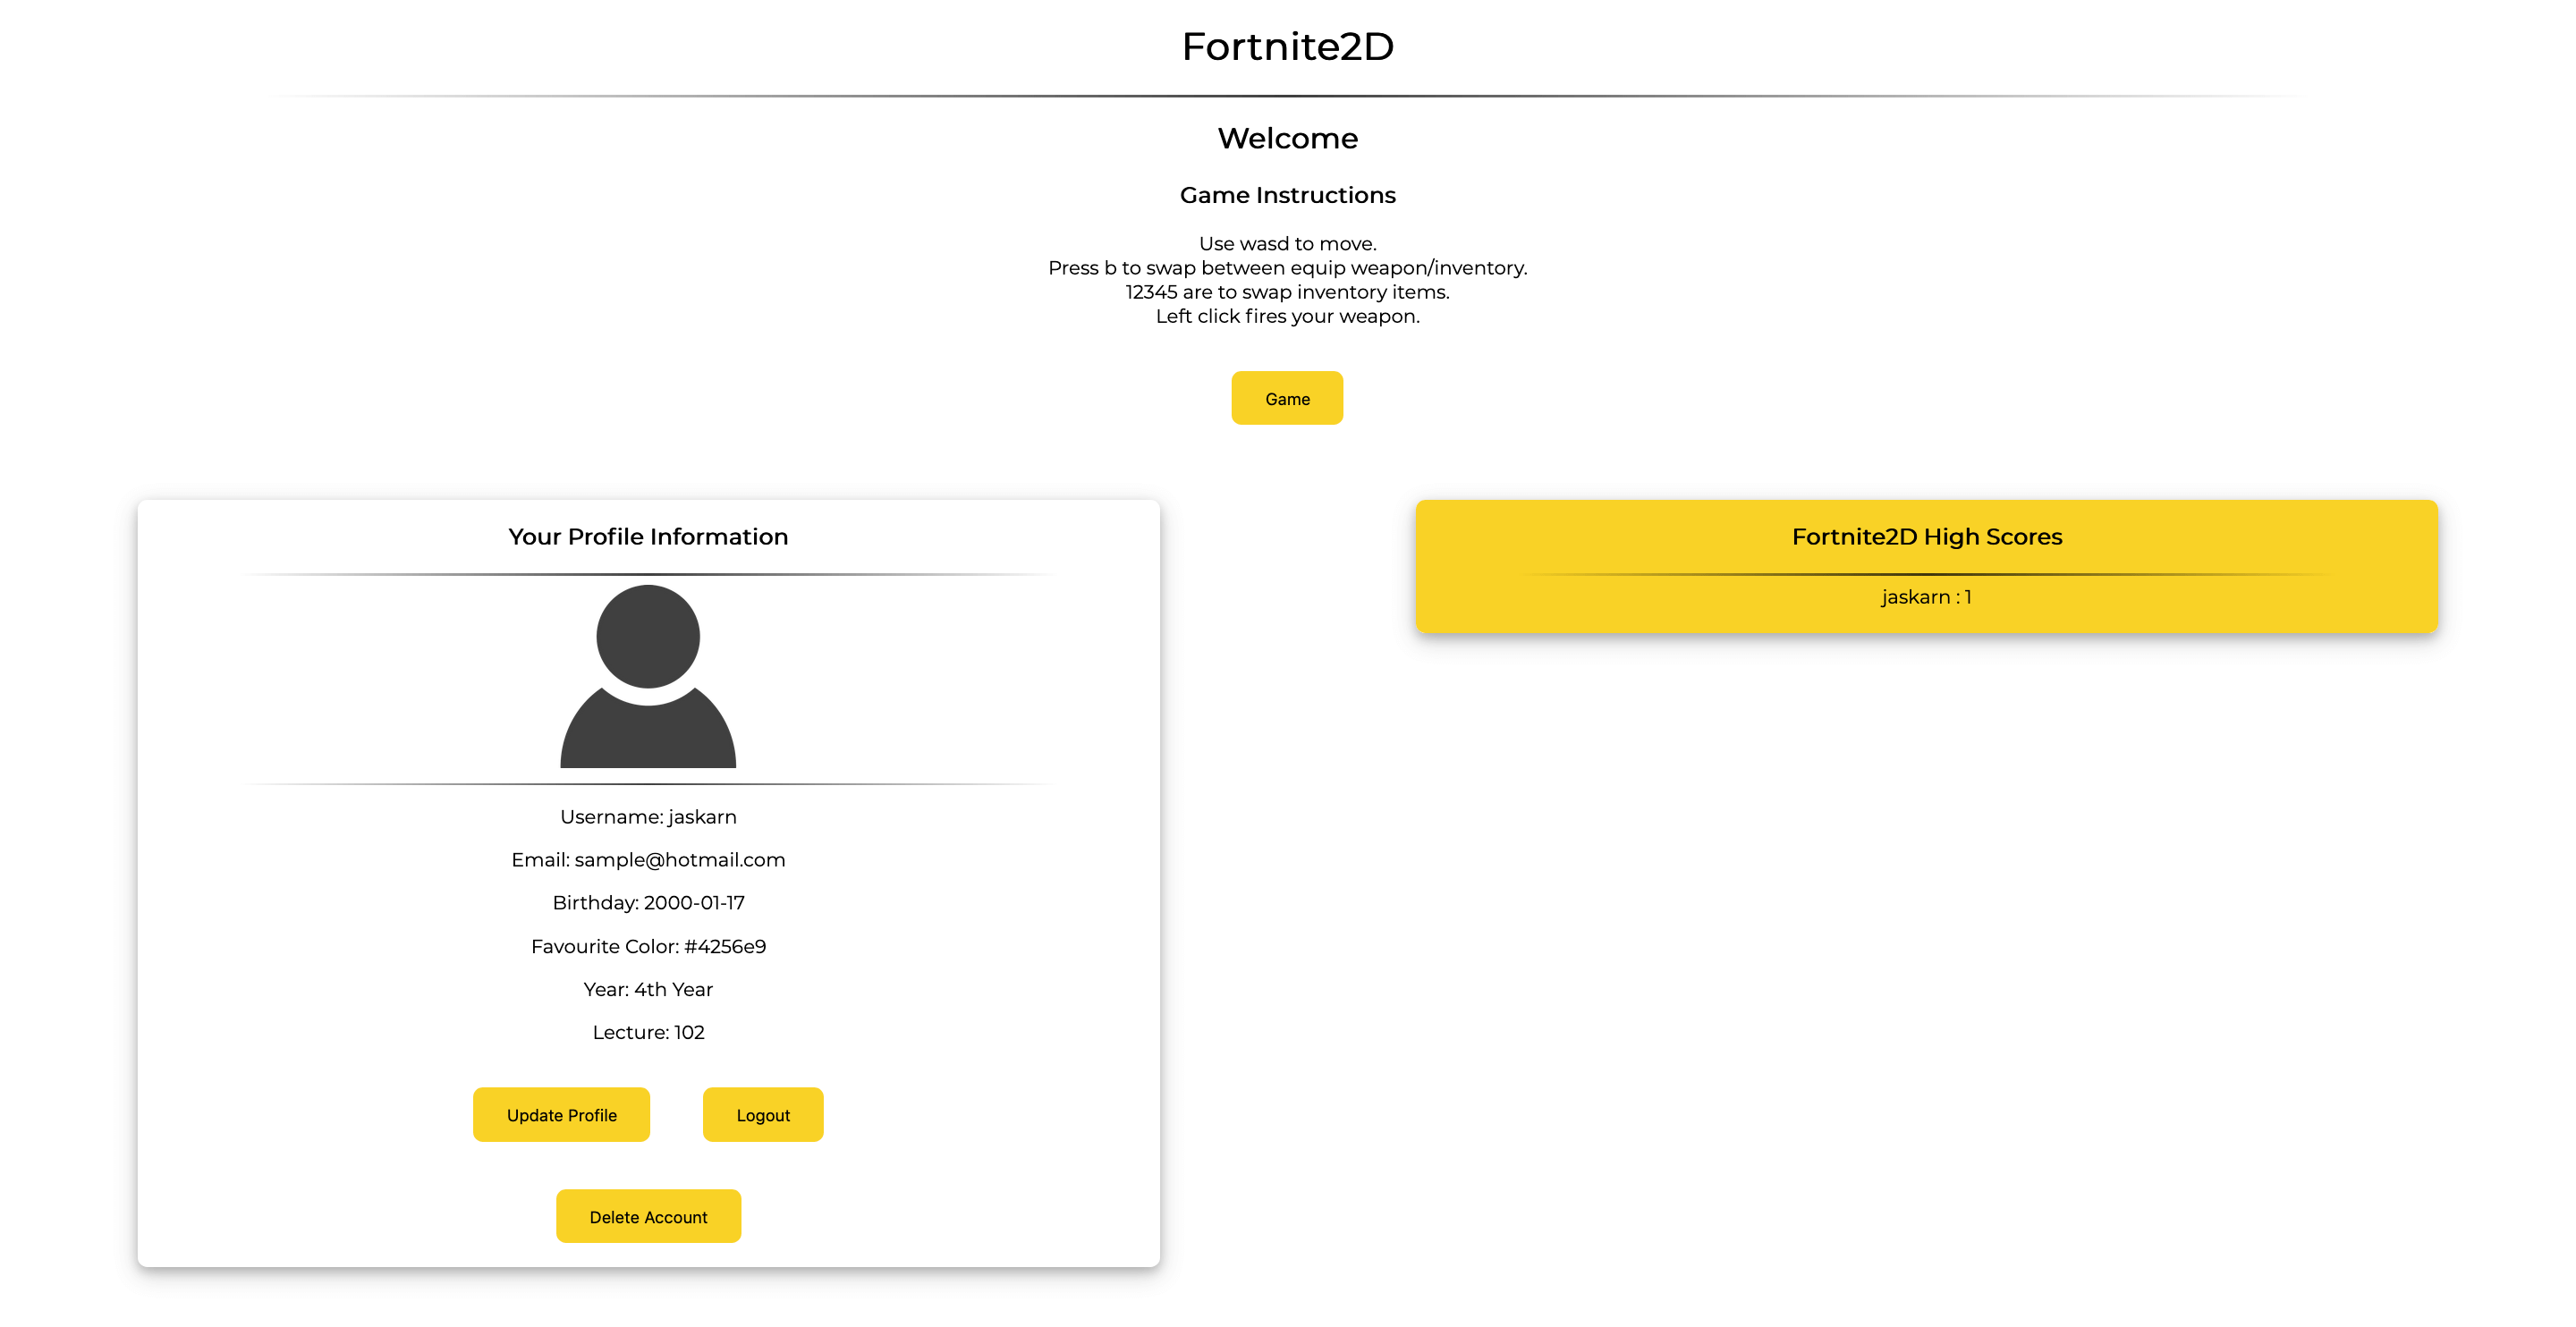 Fortnite2D
Welcome
Game Instructions
Use wasd to move.
Press b to swap between equip weapon/inventory.
12345 are to swap inventory items.
Left click fires your weapon.
Game
Your Profile Information
Username: jaskarn
Email: sample@hotmail.com
Birthday: 2000-01-17
Favourite Color: #4256e9
Year: 4th Year
Lecture: 102
Update Profile
Logout
Delete Account
Fortnite2D High Scores
jaskarn : 1